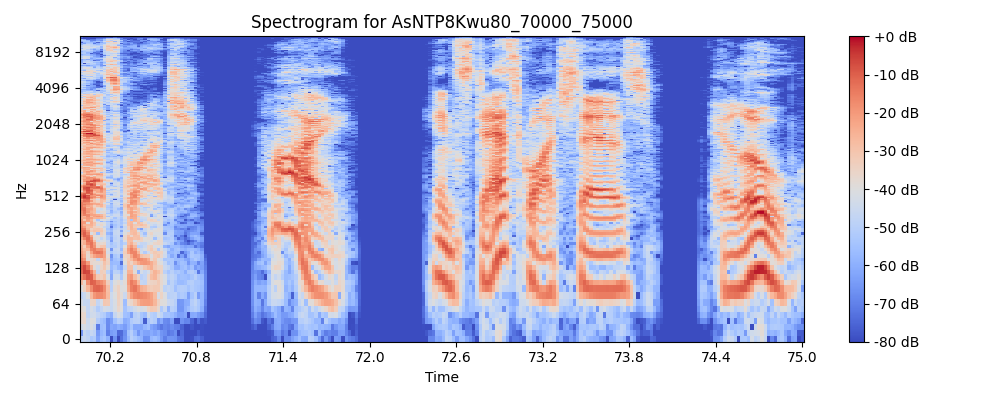 Spectrogram for AsNTP8Kwu80_70000_75000
Hz
8192
4096
2048
1024
512
256
128
64
0
70.2 70.8 71.4 72.0 72.6 73.2 73.8 74.4 75.0
Time
+0 dB
-10 dB
-20 dB
-30 dB
-40 dB
-50 dB
-60 dB
-70 dB
-80 dB